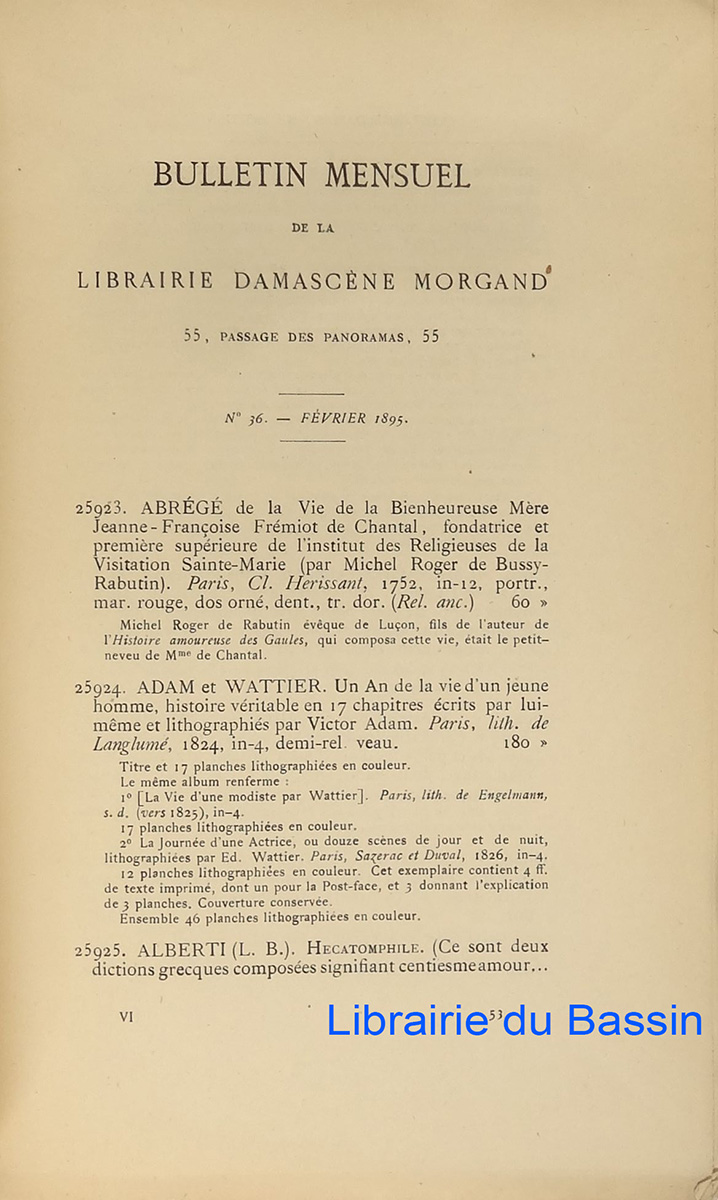 BULLETIN MENSUEL
DE LA
LIBRAIRIE DAMASCÈNE MORGAND
55, PASSAGE DES PANORAMAS, 55
N° 36. — FÉVRIER 1895.
25923. ABRÉGÉ de la Vie de la Bienheureuse Mère
Jeanne-Françoise Frémiot de Chantal, fondatrice et
première supérieure de l'institut des Religieuses de la
Visitation Sainte-Marie (par Michel Roger de Bussy-
Rabutin). Paris, Cl. Herissant, 1752, in-12, portr.,
mar. rouge, dos orné, dent., tr. dor. (Rel. anc.) 60 »
Michel Roger de Rabutin évêque de Luçon, fils de l'auteur de
l'Histoire amoureuse des Gaules, qui composa cette vie, était le petit-
neveu de Mme de Chantal.
25924. ADAM et WATTIER. Un An de la vie d'un jeune
homme, histoire véritable en 17 chapitres écrits par lui-
même et lithographiés par Victor Adam. Paris, lith. de
Langlumé, 1824, in-4, demi-rel. veau. 180 »
Titre et 17 planches lithographiées en couleur.
Le même album renferme :
1° [La Vie d'une modiste par Wattier]. Paris, lith. de Engelmann,
s. d. (vers 1825), in-4.
17 planches lithographiées en couleur.
2° La Journée d'une Actrice, ou douze scènes de jour et de nuit,
lithographiées par Ed. Wattier. Paris, Sazerac et Duval, 1826, in-4.
12 planches lithographiées en couleur. Cet exemplaire contient 4 ff.
de texte imprimé, dont un pour la Post-face, et 3 donnant l'explication
de 3 planches. Couverture conservée.
Ensemble 46 planches lithographiées en couleur.
25925. ALBERTI (L. B.). HECATOMPHILE. (Ce sont deux
dictions grecques composées signifiant centiesme amour...
VI 53
Librairie du Bassin